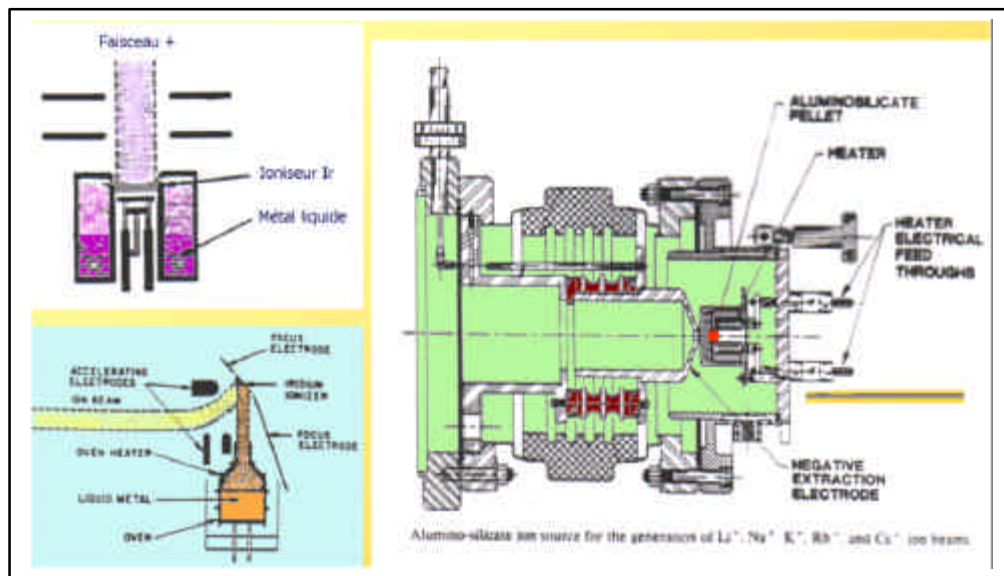 Faisceau +
Ioniseur Ir
Métal liquide
FOCUS
ELECTRODE
ACCELERATING
ELECTRODES
ION BEAM
IRIDIUM
IONIZER
FOCUS
ELECTRODE
OVEN HEATER
LIQUID METAL
OVEN
ALUMINOSILICATE
PELLET
HEATER
HEATER
ELECTRICAL
FEED
THROUGHS
NEGATIVE
EXTRACTION
ELECTRODE
Alumino-silicate ion source for the generation of Li⁺, Na⁺ K⁺, Rb⁺, and Cs⁺ ion beams